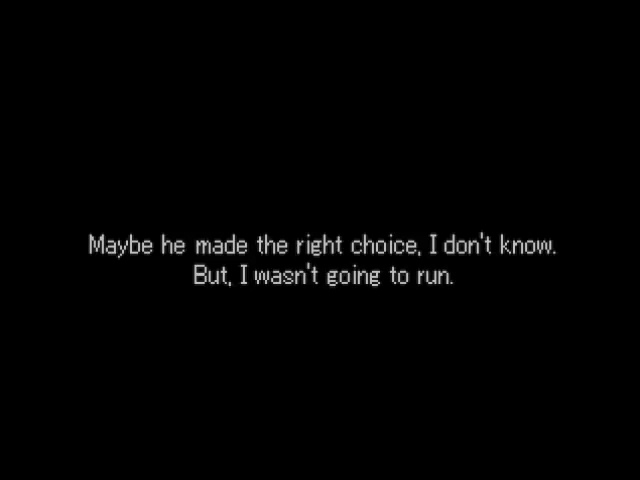 Maybe he made the right choice, I don't know.
But, I wasn't going to run.